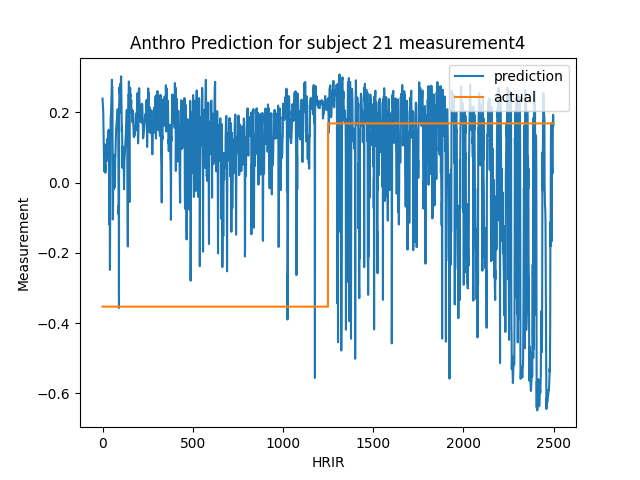 Anthro Prediction for subject 21 measurement4
prediction
actual
0.2
0.0
−0.2
−0.4
−0.6
Measurement
0
500
1000
1500
2000
2500
HRIR